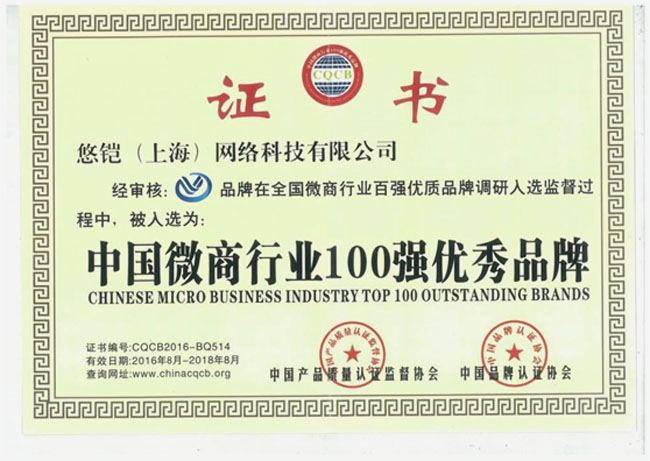 CQCB
证书
悠铠（上海）网络科技有限公司
经审核: 品牌在全国微商行业百强优质品牌调研入选监督过
程中，被入选为:
中国微商行业100强优秀品牌
CHINESE MICRO BUSINESS INDUSTRY TOP 100 OUTSTANDING BRANDS
证书编号:CQCB2016-BQ514
有效日期:2016年8月-2018年8月
查询网址:www.chinacqcb.org
中国产品质量认证监督协会
中国品牌认证协会